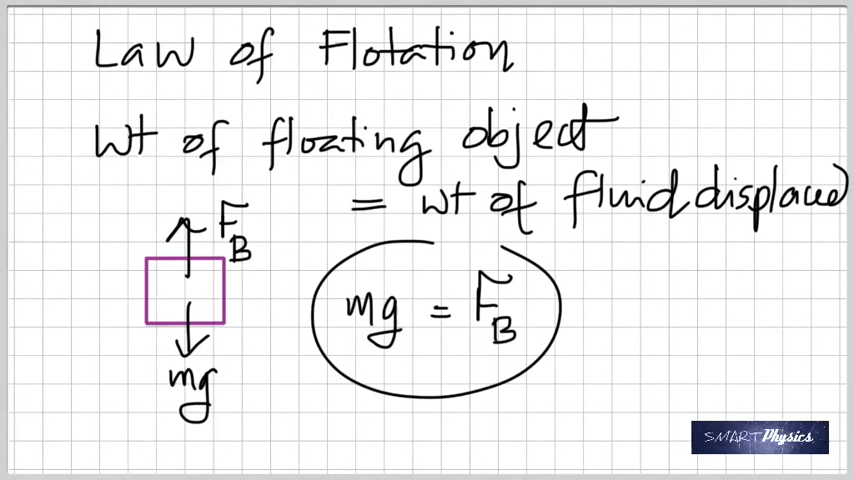 Law of Flotation
Wt of floating object
= wt of fluid displaced
F_B
mg = F_B
mg
SMARTPhysics